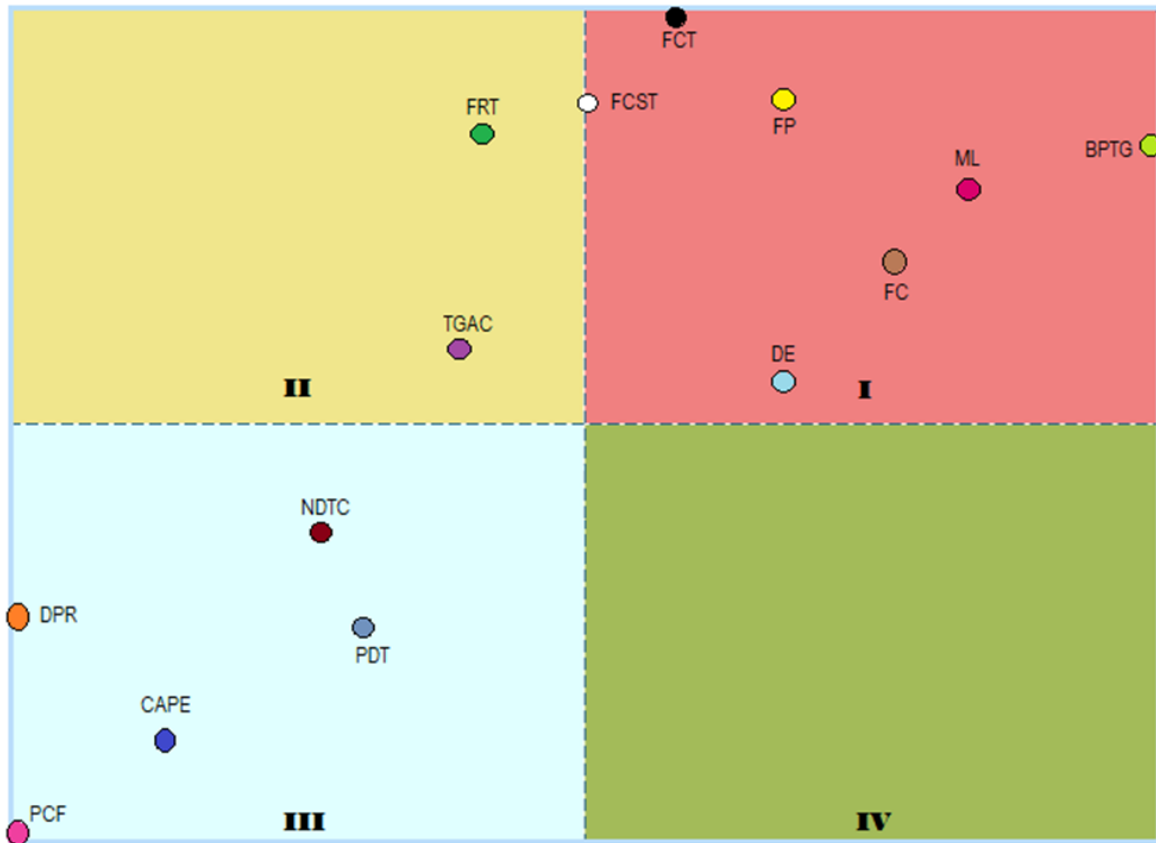 FCT
FRT
FCST
FP
BPTG
ML
FC
TGAC
DE
II
I
NDTC
DPR
PDT
CAPE
PCF
III
IV